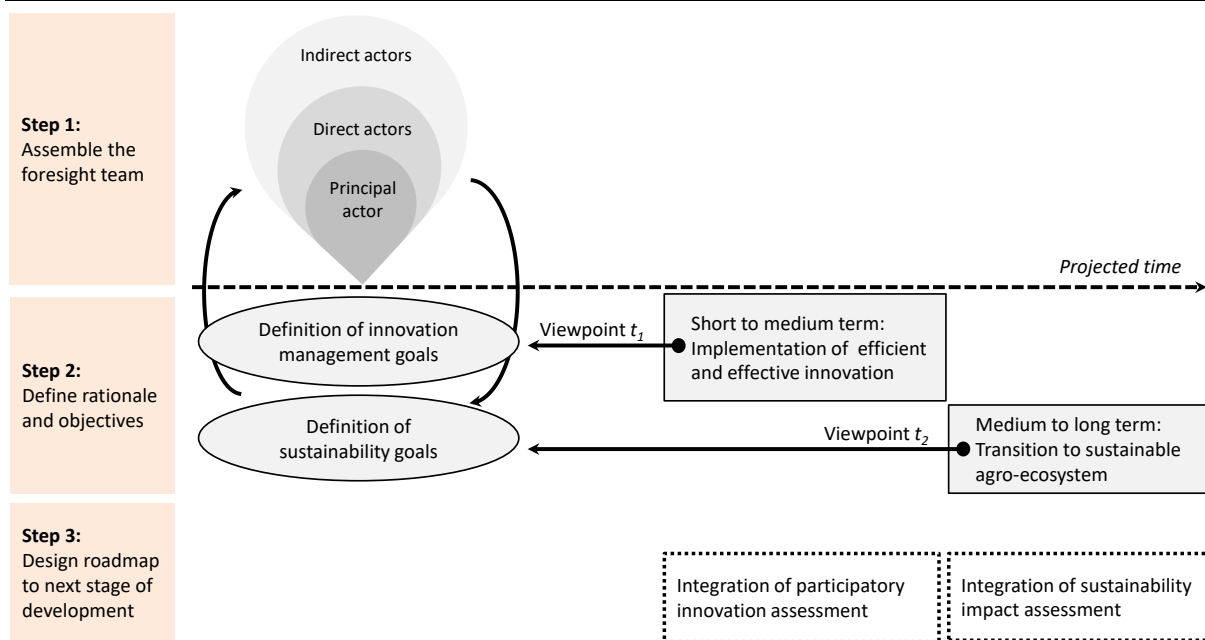 Step 1:
Assemble the
foresight team
Indirect actors
Direct actors
Principal
actor
Projected time
Step 2:
Define rationale
and objectives
Definition of innovation
management goals
Viewpoint t1
Short to medium term:
Implementation of efficient
and effective innovation
Definition of
sustainability goals
Viewpoint t2
Medium to long term:
Transition to sustainable
agro-ecosystem
Step 3:
Design roadmap
to next stage of
development
Integration of participatory
innovation assessment
Integration of sustainability
impact assessment